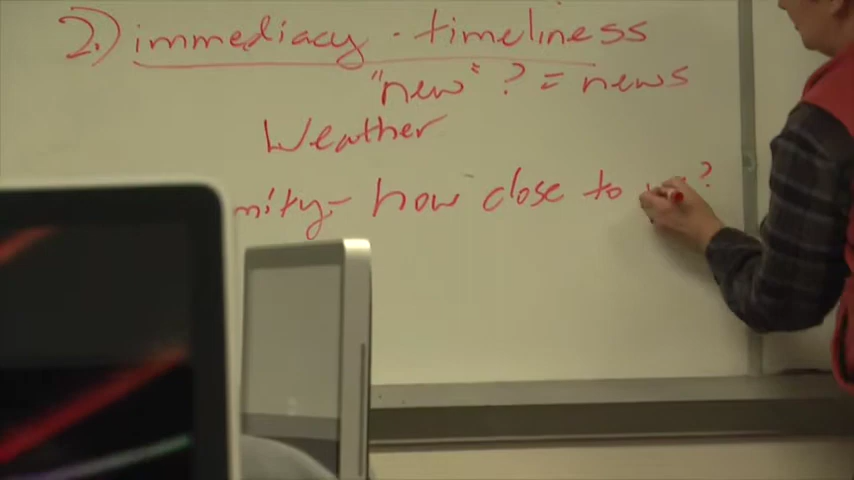 2.) immediacy - timeliness
"new" ? = news
Weather
mity - how close to ?